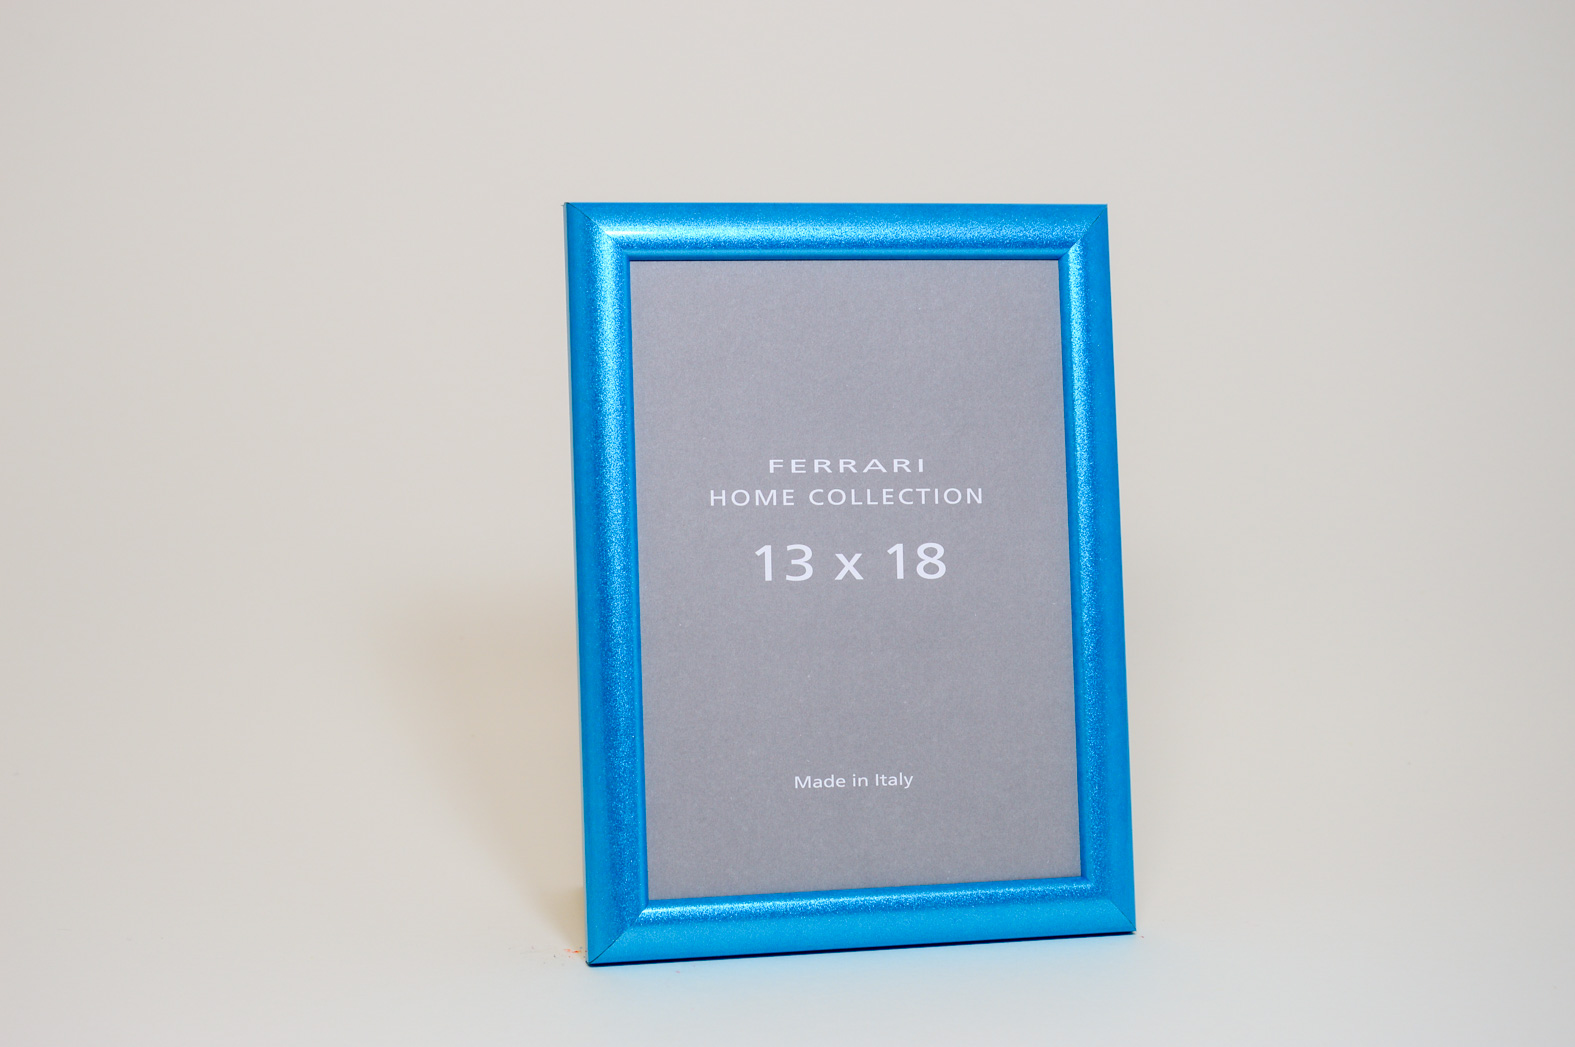 FERRARI
HOME COLLECTION
13 x 18
Made in Italy